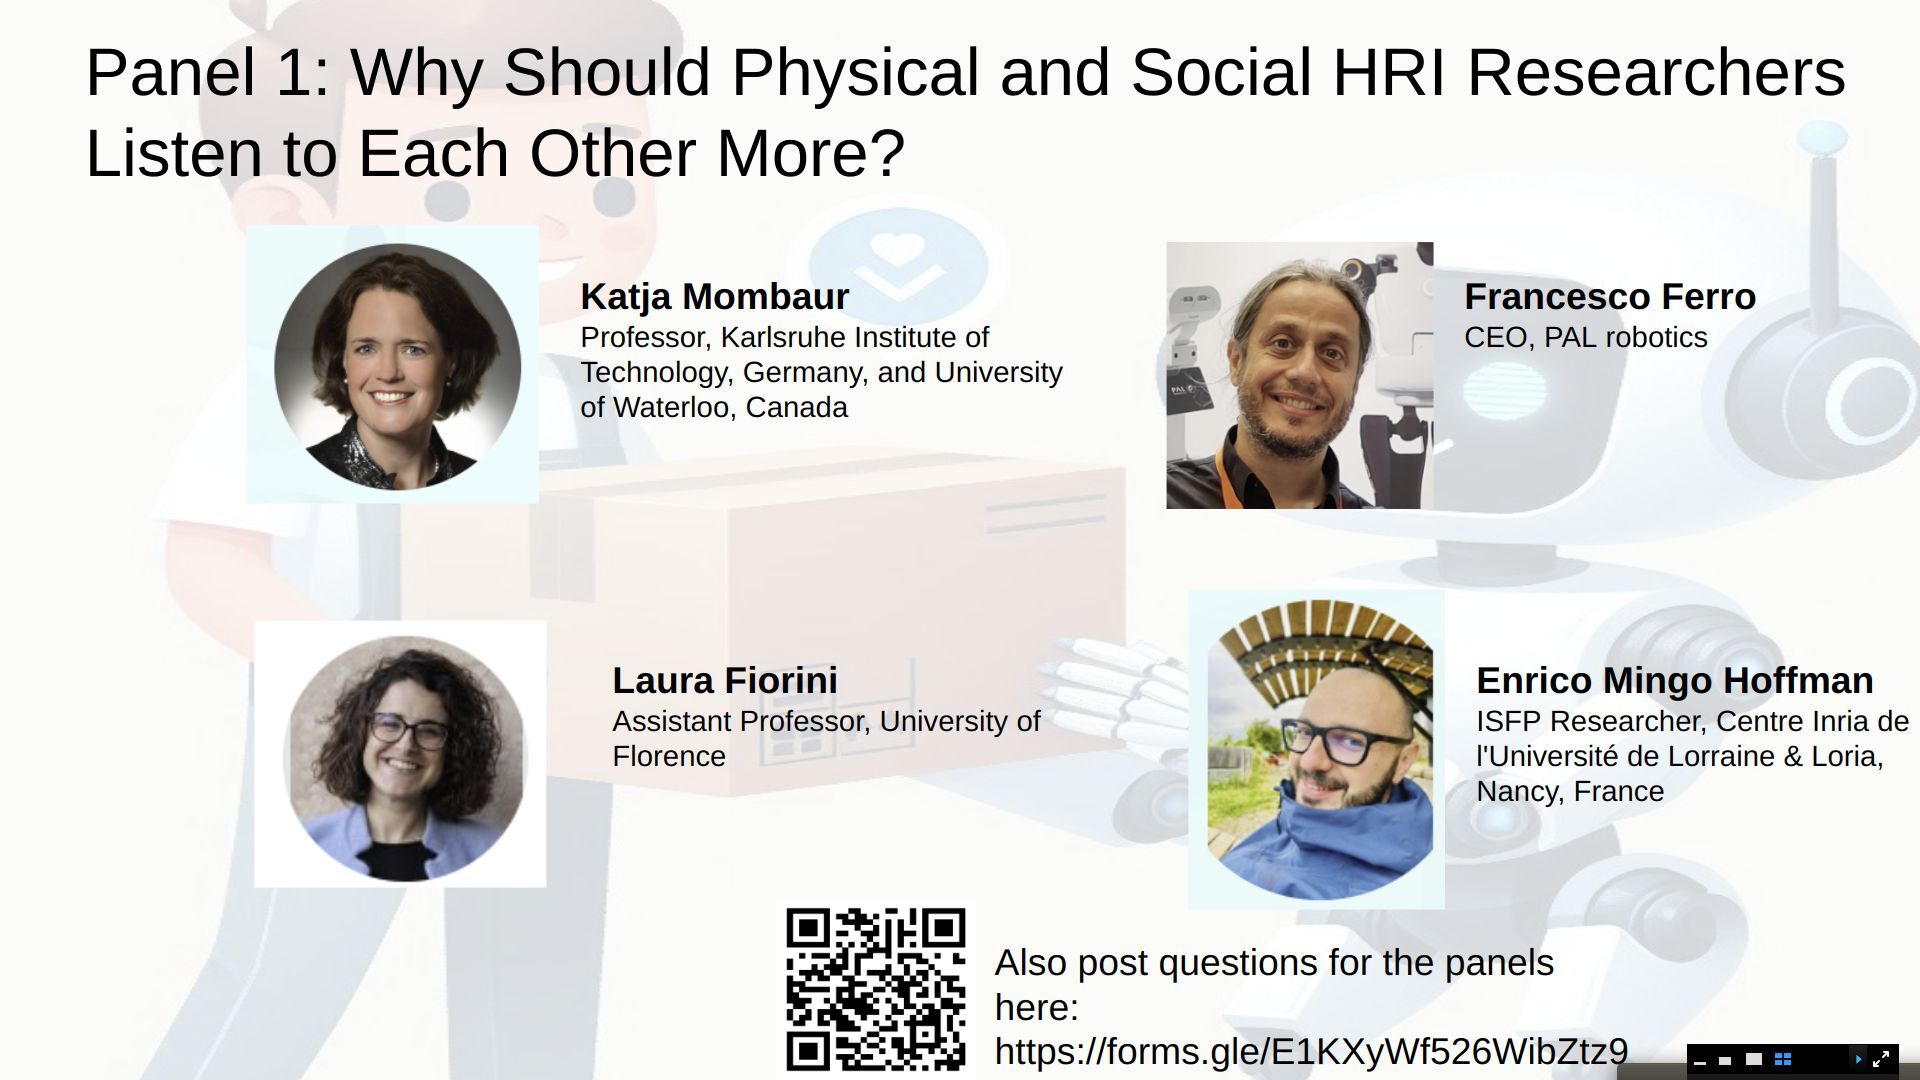 Panel 1: Why Should Physical and Social HRI Researchers
Listen to Each Other More?
Katja Mombaur
Professor, Karlsruhe Institute of
Technology, Germany, and University
of Waterloo, Canada
Francesco Ferro
CEO, PAL robotics
PAL
Laura Fiorini
Assistant Professor, University of
Florence
Enrico Mingo Hoffman
ISFP Researcher, Centre Inria de
l'Université de Lorraine & Loria,
Nancy, France
Also post questions for the panels
here:
https://forms.gle/E1KXyWf526WibZtz9